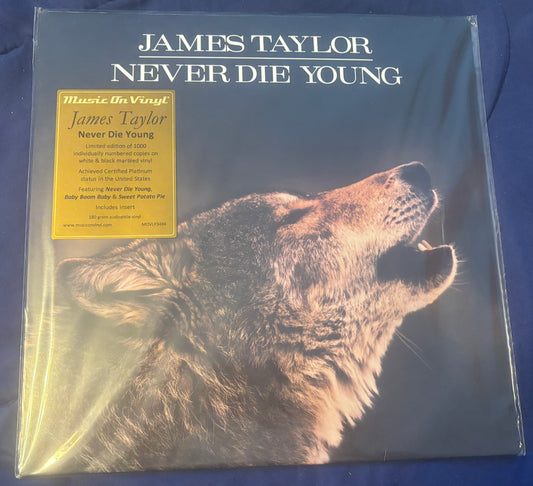 JAMES TAYLOR
NEVER DIE YOUNG
Music On Vinyl
James Taylor
Never Die Young
Limited edition of 1000
individually numbered copies on
white & black marbled vinyl
Achieved Certified Platinum
status in the United States
Featuring Never Die Young,
Baby Boom Baby & Sweet Potato Pie
Includes insert
180 gram audiophile vinyl
www.musiconvinyl.com